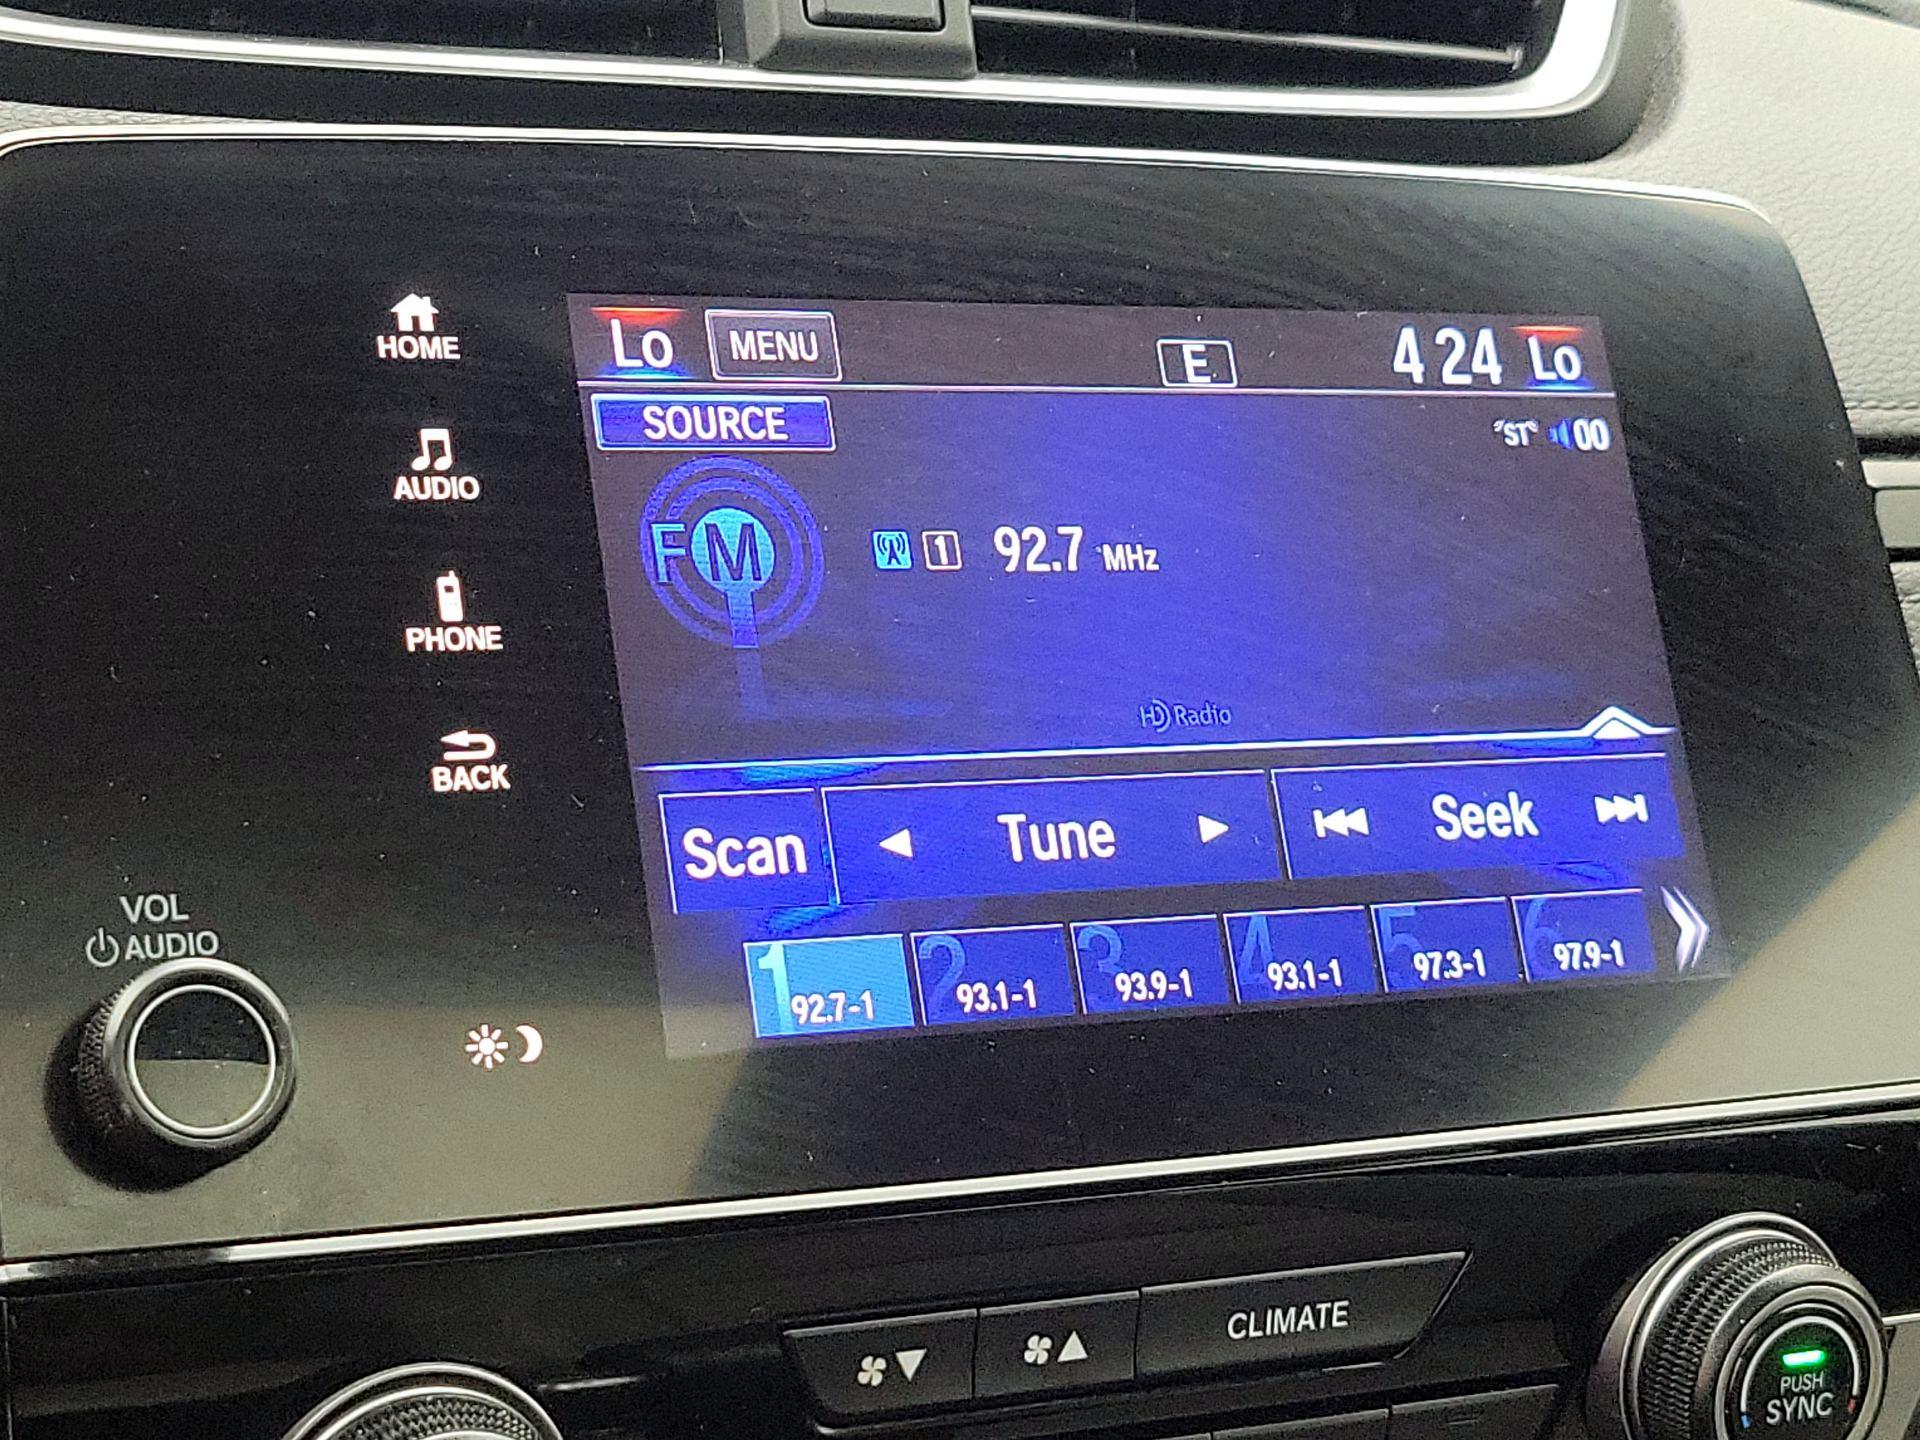 HOME
AUDIO
PHONE
BACK
VOL
AUDIO
Lo MENU E 4 24 Lo
SOURCE
"ST" 00
FM 1 92.7 MHz
HD Radio
Scan Tune Seek
1 92.7-1 2 93.1-1 3 93.9-1 4 93.1-1 5 97.3-1 6 97.9-1
CLIMATE
PUSH
SYNC